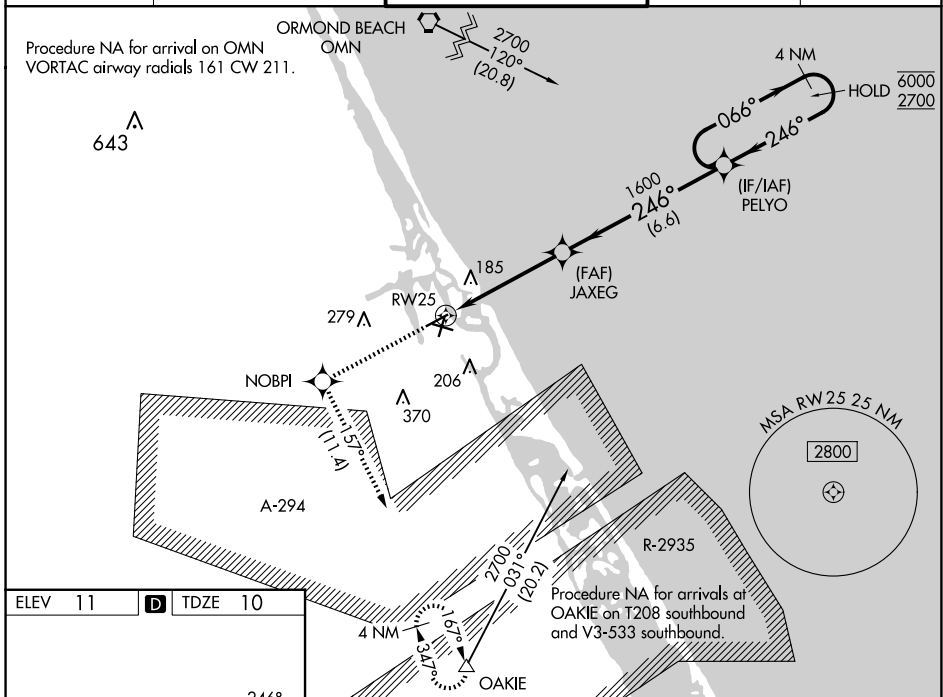 Procedure NA for arrival on OMN
VORTAC airway radials 161 CW 211.
ORMOND BEACH
OMN
2700
120°
(20.8)
4 NM
HOLD
6000
2700
066°
246°
643
(IF/IAF)
PELYO
1600
246°
(6.6)
(FAF)
JAXEG
185
RW25
279
NOBPI
206
370
157°
(11.4)
MSA RW25 25 NM
2800
A-294
R-2935
2700
031°
(20.2)
Procedure NA for arrivals at
OAKIE on T208 southbound
and V3-533 southbound.
ELEV 11 D TDZE 10
4 NM
167°
347°
OAKIE
246°